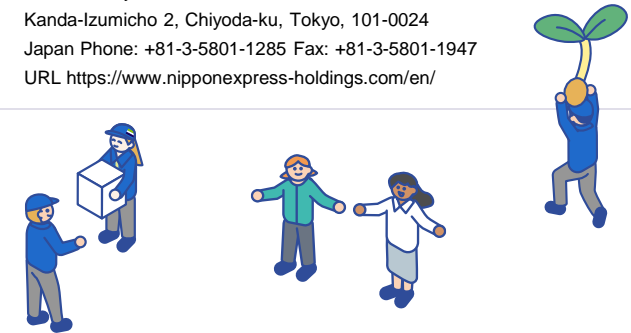 Kanda-Izumicho 2, Chiyoda-ku, Tokyo, 101-0024
Japan Phone: +81-3-5801-1285 Fax: +81-3-5801-1947
URL https://www.nipponexpress-holdings.com/en/